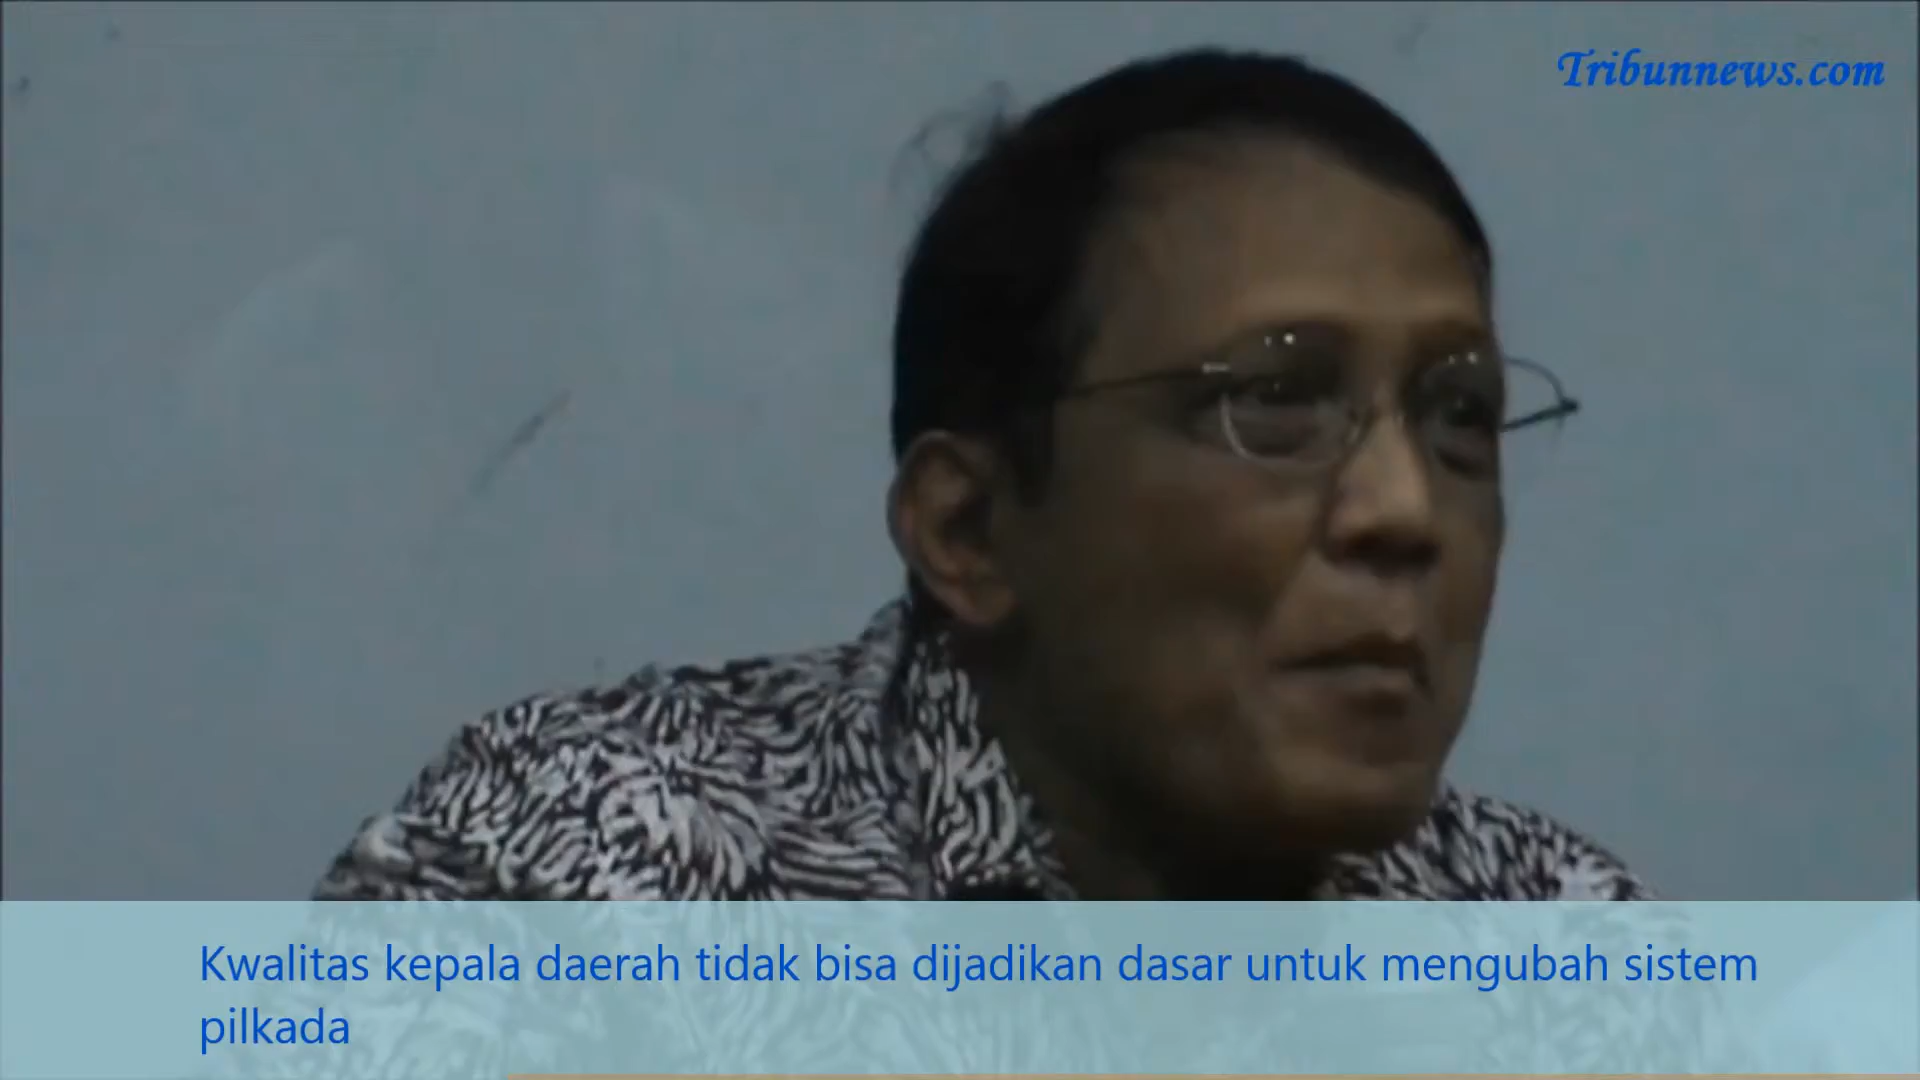 Tribunnews.com
Kwalitas kepala daerah tidak bisa dijadikan dasar untuk mengubah sistem
pilkada